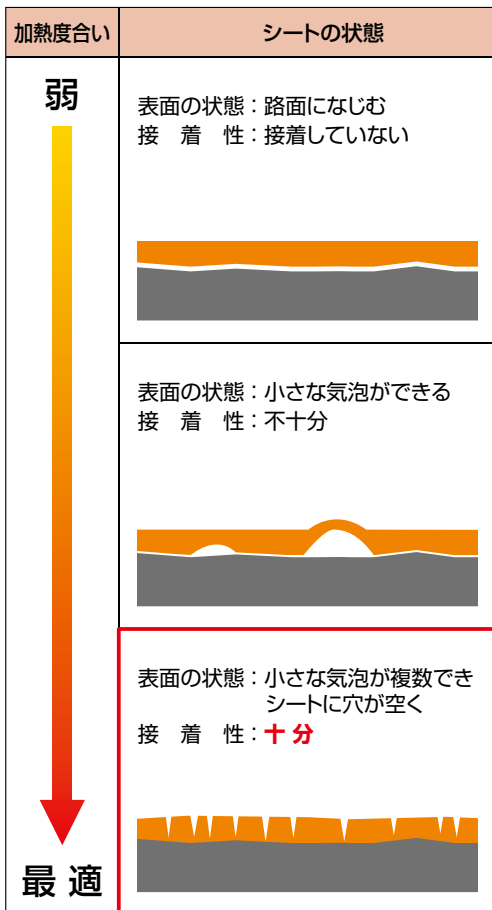 加熱度合い
シートの状態
弱
表面の状態：路面になじむ
接　着　性：接着していない
表面の状態：小さな気泡ができる
接　着　性：不十分
表面の状態：小さな気泡が複数でき
シートに穴が空く
接　着　性：十分
最適